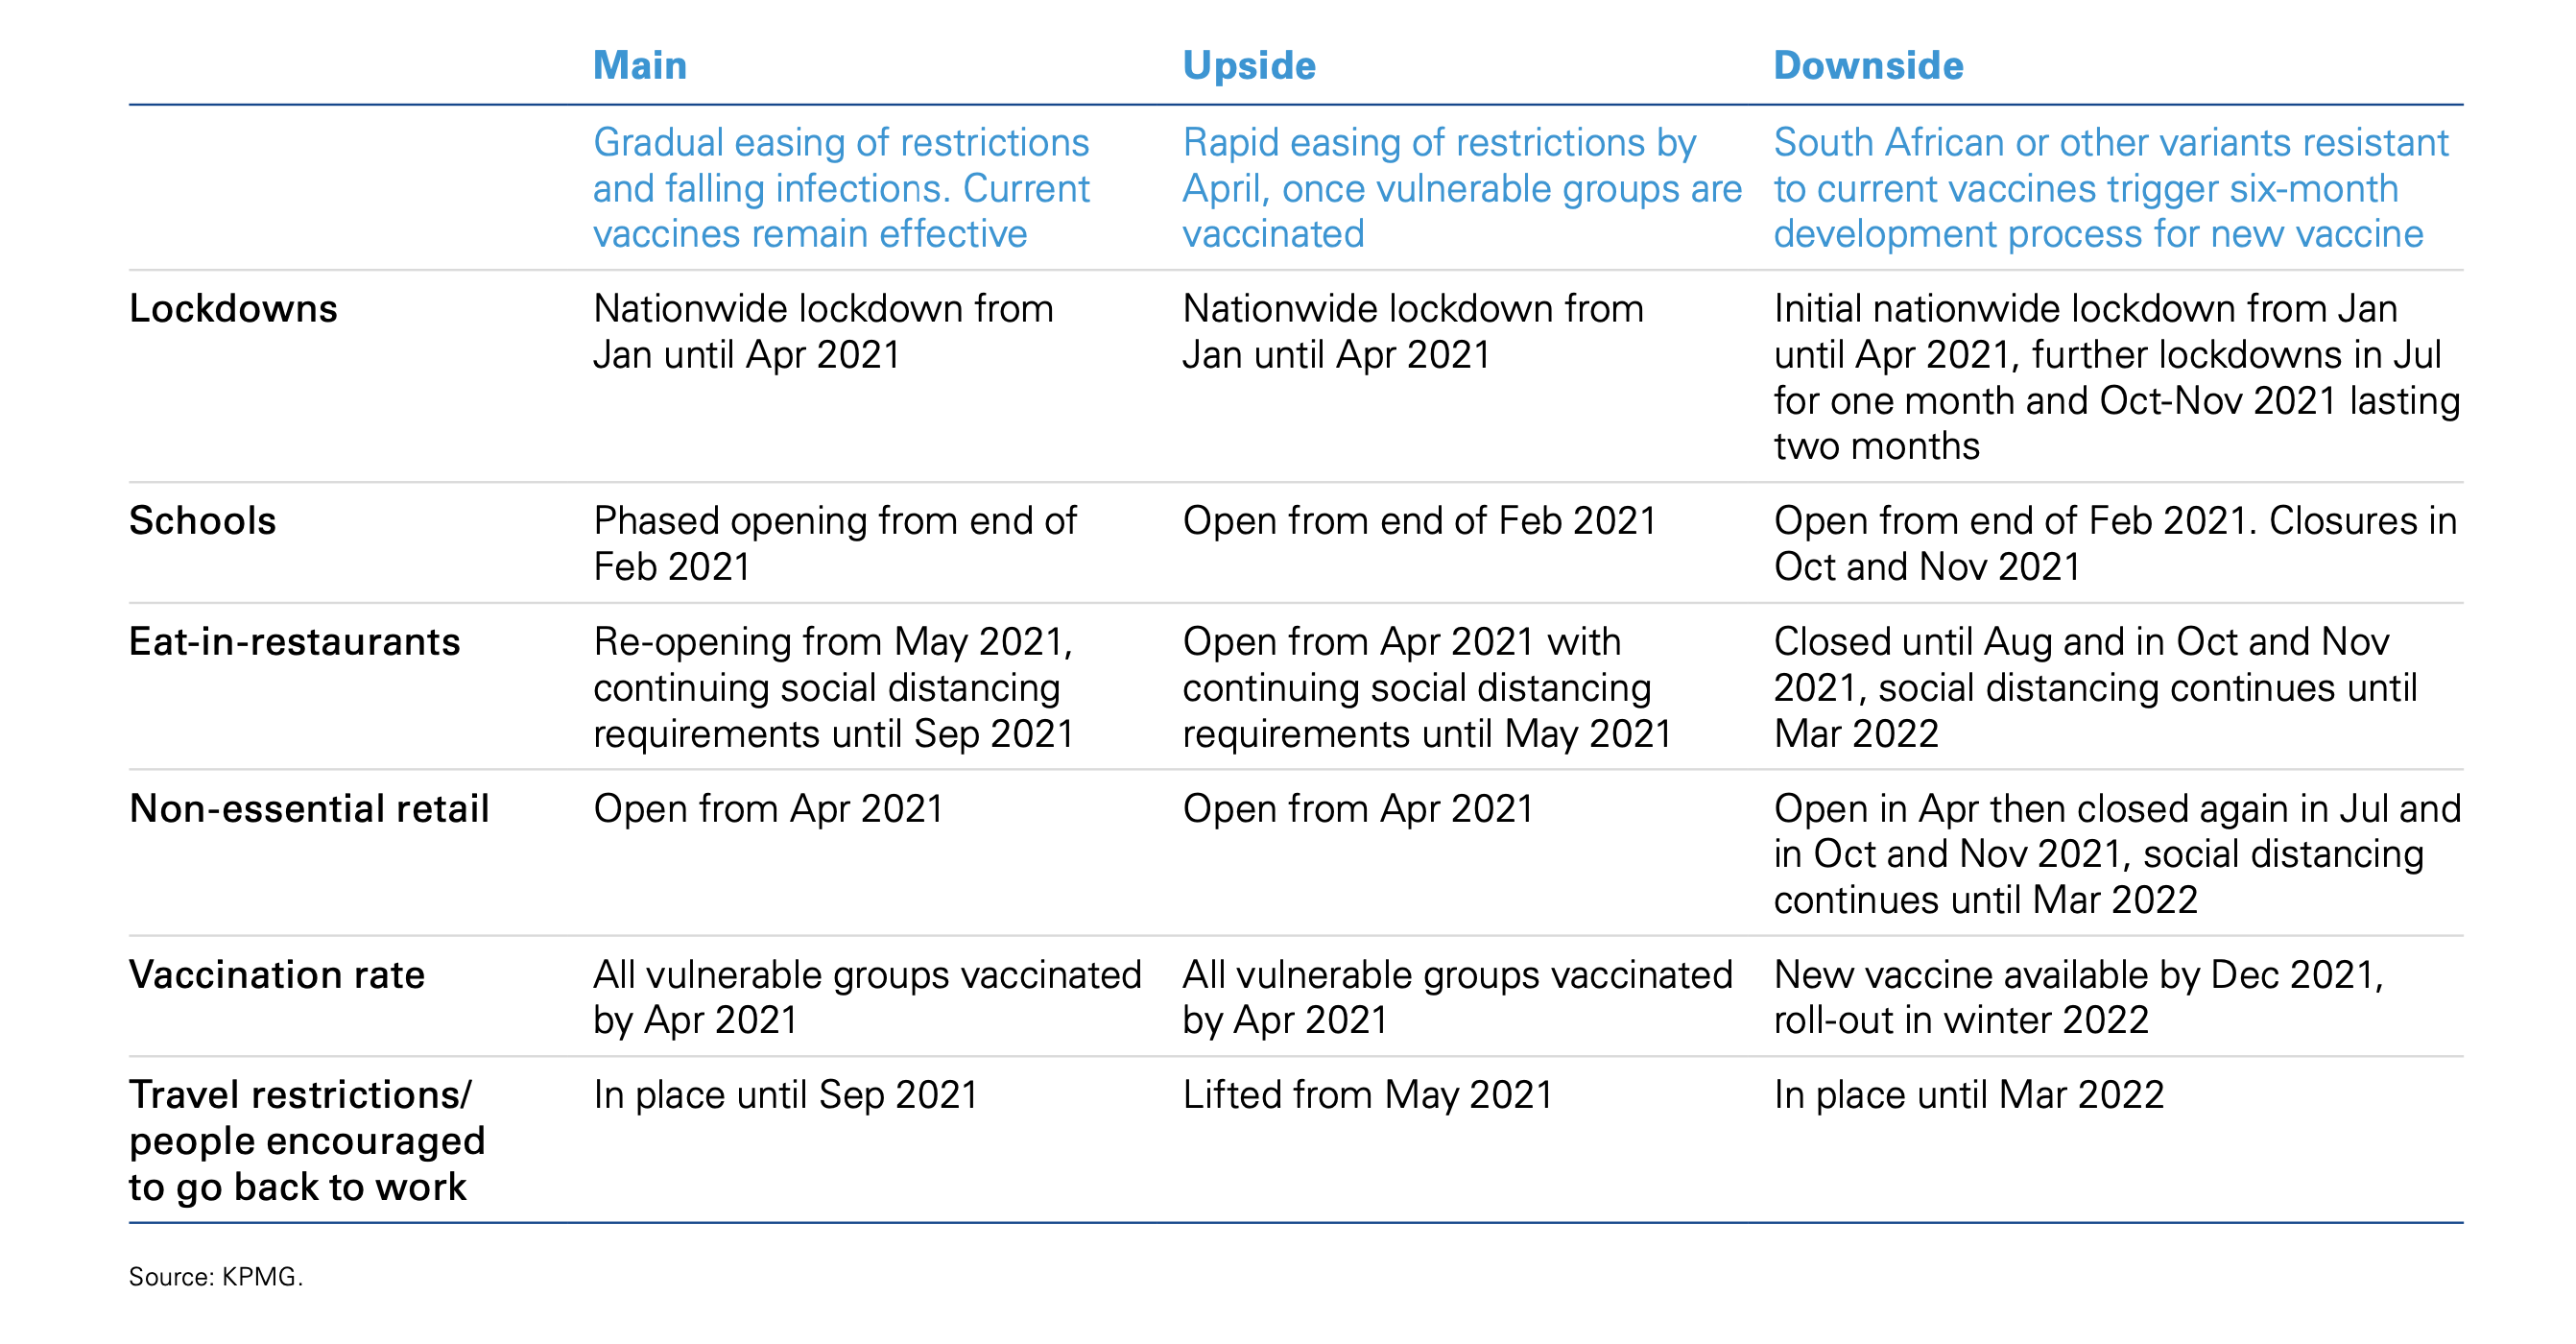 Main
Upside
Downside
Gradual easing of restrictions
and falling infections. Current
vaccines remain effective
Rapid easing of restrictions by
April, once vulnerable groups are
vaccinated
South African or other variants resistant
to current vaccines trigger six-month
development process for new vaccine
Lockdowns
Nationwide lockdown from
Jan until Apr 2021
Nationwide lockdown from
Jan until Apr 2021
Initial nationwide lockdown from Jan
until Apr 2021, further lockdowns in Jul
for one month and Oct-Nov 2021 lasting
two months
Schools
Phased opening from end of
Feb 2021
Open from end of Feb 2021
Open from end of Feb 2021. Closures in
Oct and Nov 2021
Eat-in-restaurants
Re-opening from May 2021,
continuing social distancing
requirements until Sep 2021
Open from Apr 2021 with
continuing social distancing
requirements until May 2021
Closed until Aug and in Oct and Nov
2021, social distancing continues until
Mar 2022
Non-essential retail
Open from Apr 2021
Open from Apr 2021
Open in Apr then closed again in Jul and
in Oct and Nov 2021, social distancing
continues until Mar 2022
Vaccination rate
All vulnerable groups vaccinated
by Apr 2021
All vulnerable groups vaccinated
by Apr 2021
New vaccine available by Dec 2021,
roll-out in winter 2022
Travel restrictions/
people encouraged
to go back to work
In place until Sep 2021
Lifted from May 2021
In place until Mar 2022
Source: KPMG.